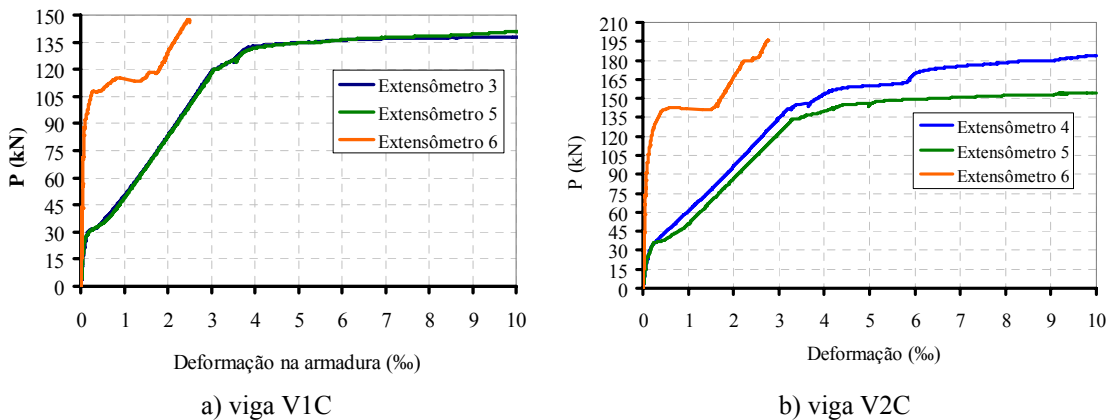 150
135
120
105
90
75
60
45
30
15
0
P (kN)
Extensômetro 3
Extensômetro 5
Extensômetro 6
0 1 2 3 4 5 6 7 8 9 10
Deformação na armadura (‰)
a) viga V1C
210
195
180
165
150
135
120
105
90
75
60
45
30
15
0
P (kN)
Extensômetro 4
Extensômetro 5
Extensômetro 6
0 1 2 3 4 5 6 7 8 9 10
Deformação (‰)
b) viga V2C